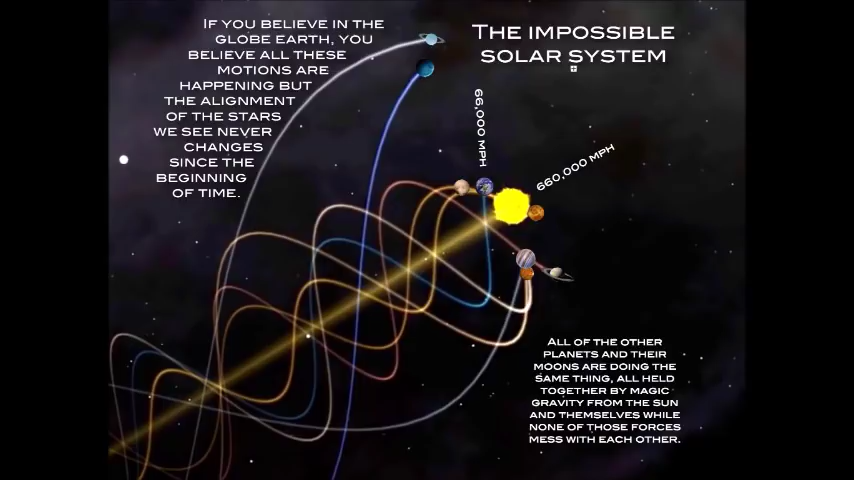 IF YOU BELIEVE IN THE
GLOBE EARTH, YOU
BELIEVE ALL THESE
MOTIONS ARE
HAPPENING BUT
THE ALIGNMENT
OF THE STARS
WE SEE NEVER
CHANGES
SINCE THE
BEGINNING
OF TIME.
THE IMPOSSIBLE
SOLAR SYSTEM
66,000 MPH
660,000 MPH
ALL OF THE OTHER
PLANETS AND THEIR
MOONS ARE DOING THE
SAME THING, ALL HELD
TOGETHER BY MAGIC
GRAVITY FROM THE SUN
AND THEMSELVES WHILE
NONE OF THOSE FORCES
MESS WITH EACH OTHER.